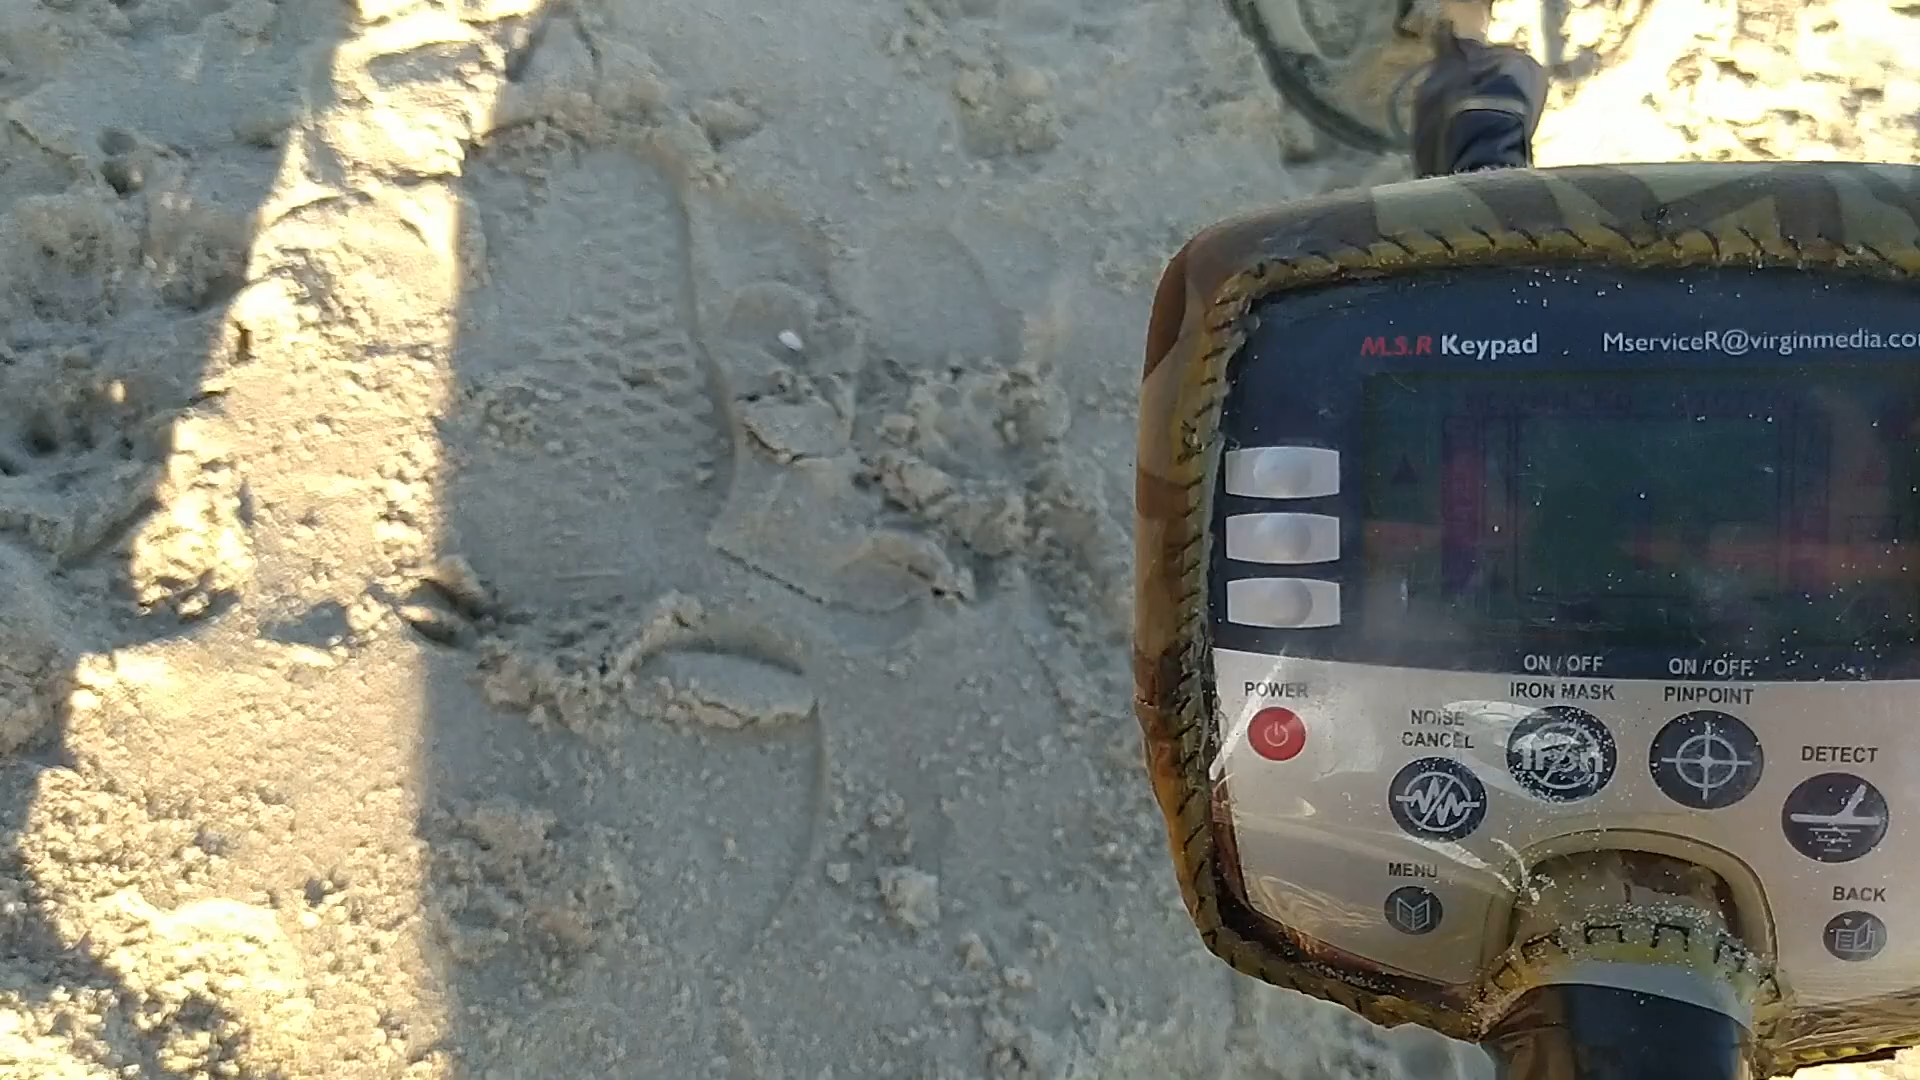 M.S.R Keypad
MserviceR@virginmedia.co
POWER
NOISE
CANCEL
ON / OFF
IRON MASK
ON / OFF
PINPOINT
DETECT
MENU
BACK